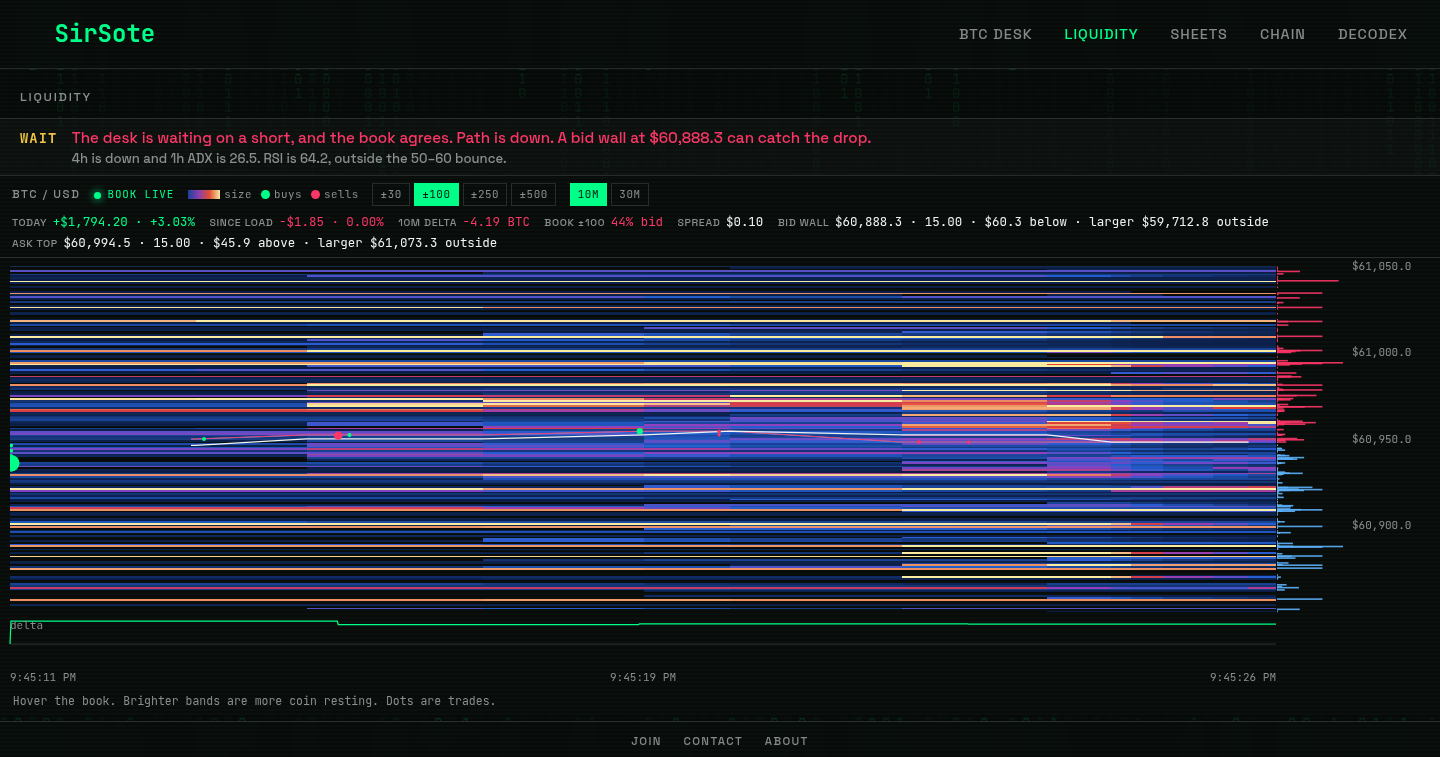 SirSote
BTC DESK LIQUIDITY SHEETS CHAIN DECODEX
LIQUIDITY
WAIT The desk is waiting on a short, and the book agrees. Path is down. A bid wall at $60,888.3 can catch the drop.
4h is down and 1h ADX is 26.5. RSI is 64.2, outside the 50–60 bounce.
BTC / USD BOOK LIVE size buys sells ±30 ±100 ±250 ±500 10M 30M
TODAY +$1,794.20 · +3.03% SINCE LOAD -$1.85 · 0.00% 10M DELTA -4.19 BTC BOOK ±100 44% bid SPREAD $0.10 BID WALL $60,888.3 · 15.00 · $60.3 below · larger $59,712.8 outside
ASK TOP $60,994.5 · 15.00 · $45.9 above · larger $61,073.3 outside
$61,050.0
$61,000.0
$60,950.0
$60,900.0
delta
9:45:11 PM 9:45:19 PM 9:45:26 PM
Hover the book. Brighter bands are more coin resting. Dots are trades.
JOIN CONTACT ABOUT